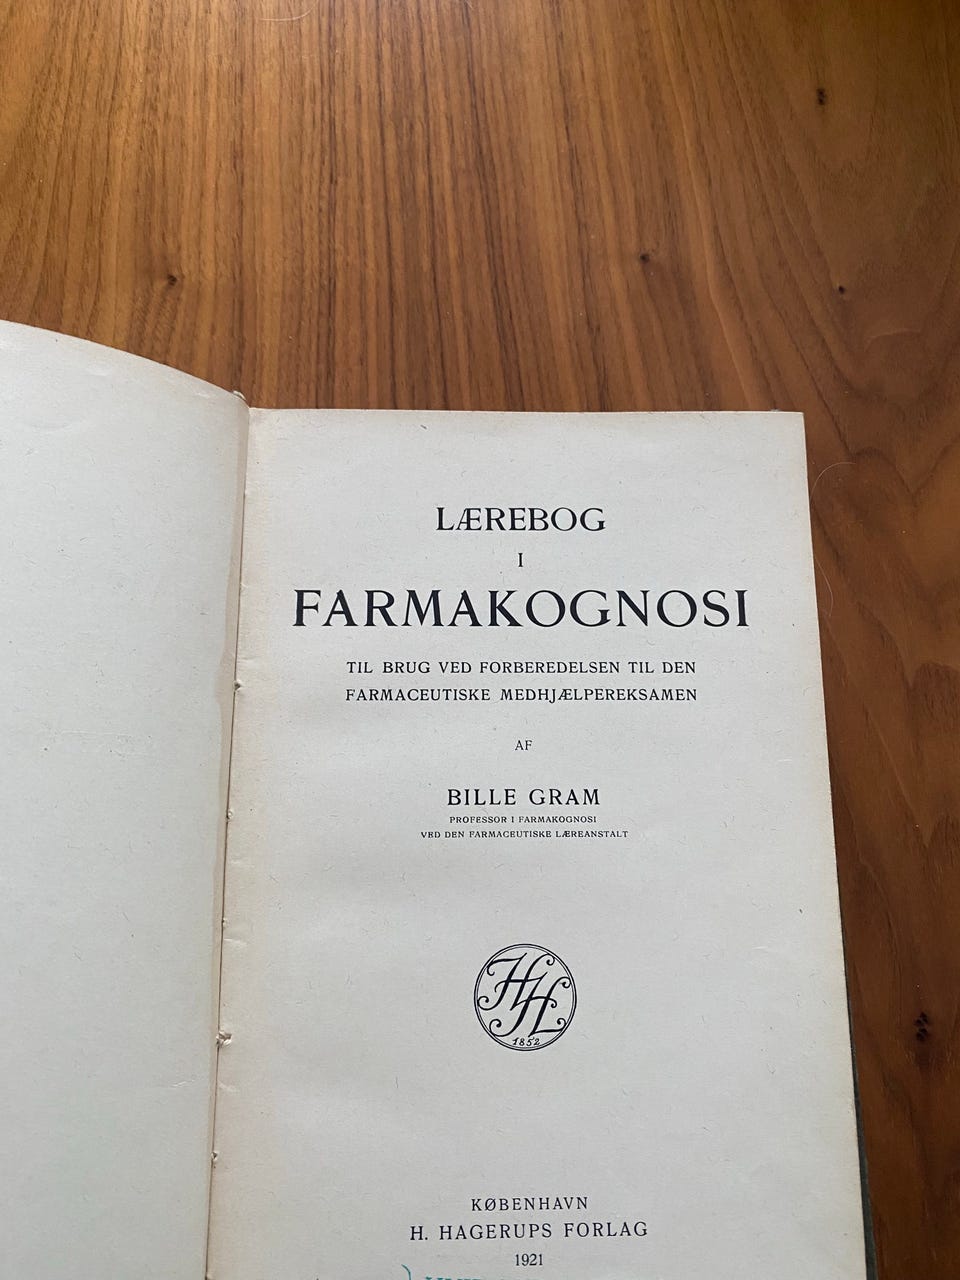 LÆREBOG
I
FARMAKOGNOSI
TIL BRUG VED FORBEREDELSEN TIL DEN
FARMACEUTISKE MEDHJÆLPEREKSAMEN
AF
BILLE GRAM
PROFESSOR I FARMAKOGNOSI
VED DEN FARMACEUTISKE LÆREANSTALT
HH
1852
KØBENHAVN
H. HAGERUPS FORLAG
1921